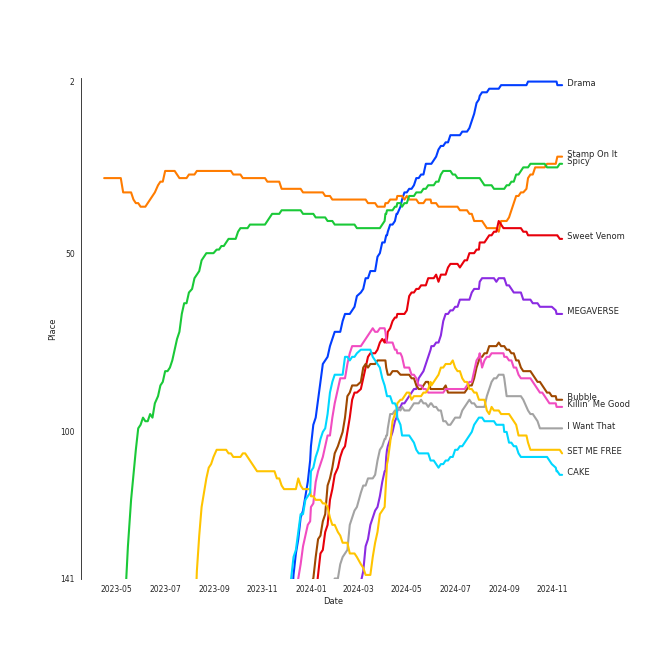 2
Drama
Stamp On It
Spicy
Sweet Venom
50
MEGAVERSE
Place
Bubble
Killin' Me Good
I Want That
100
SET ME FREE
CAKE
141
2023-05 2023-07 2023-09 2023-11 2024-01 2024-03 2024-05 2024-07 2024-09 2024-11
Date